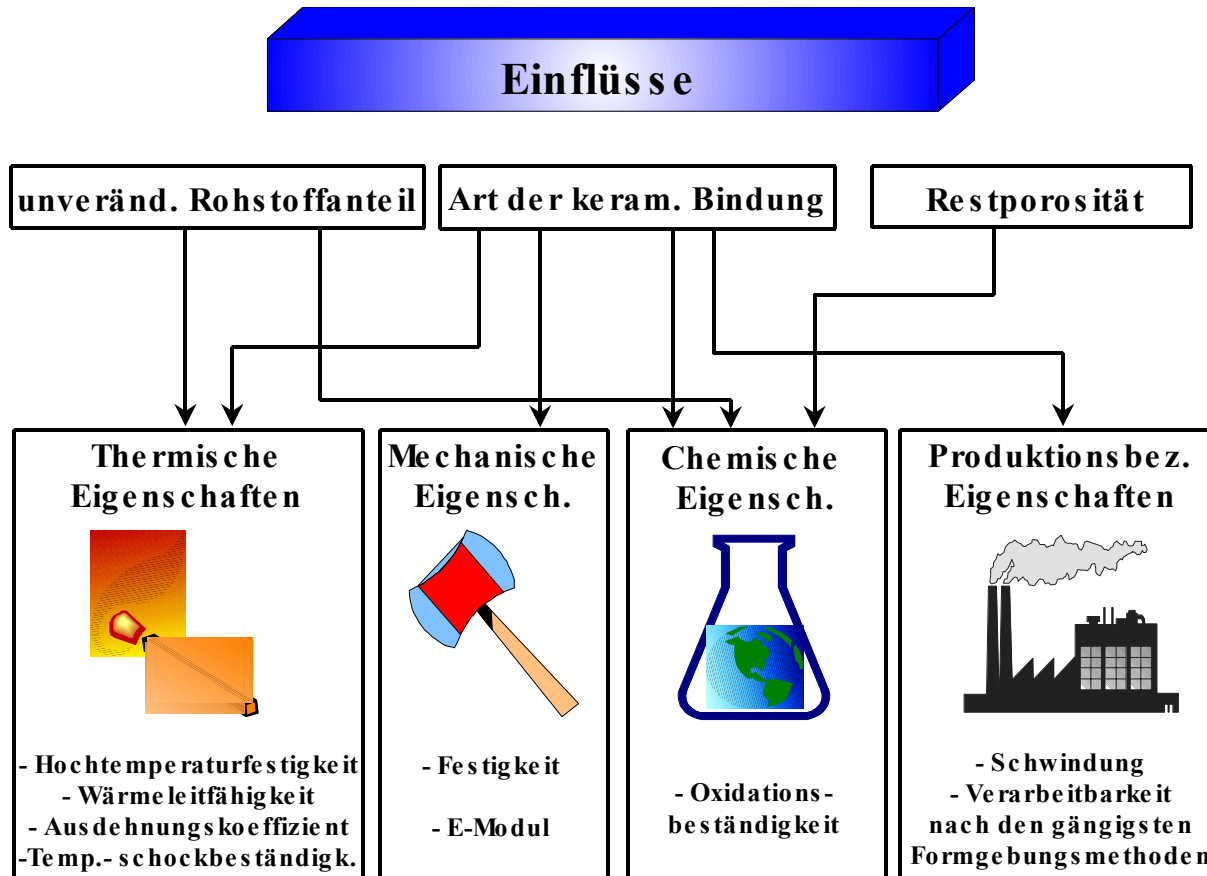 Einflüsse
unveränd. Rohstoffanteil
Art der keram. Bindung
Restporosität
Thermische
Eigenschaften
- Hochtemperaturfestigkeit
- Wärmeleitfähigkeit
- Ausdehnungskoeffizient
-Temp.- schockbeständigk.
Mechanische
Eigensch.
- Festigkeit
- E-Modul
Chemische
Eigensch.
- Oxidations-
beständigkeit
Produktionsbez.
Eigenschaften
- Schwindung
- Verarbeitbarkeit
nach den gängigsten
Formgebungsmethoden